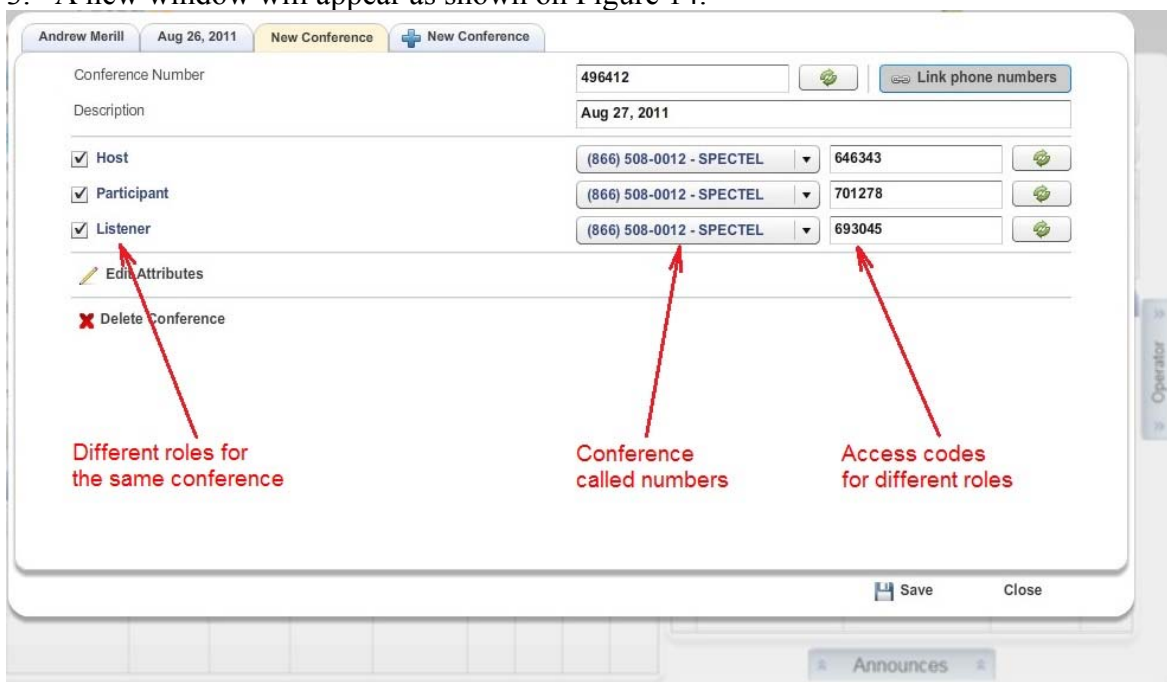 3. A new window will appear as shown on Figure 14.
Andrew Merill Aug 26, 2011 New Conference New Conference
Conference Number 496412 Link phone numbers
Description Aug 27, 2011
Host (866) 508-0012 - SPECTEL 646343
Participant (866) 508-0012 - SPECTEL 701278
Listener (866) 508-0012 - SPECTEL 693045
Edit Attributes
Delete Conference
Operator
Different roles for
the same conference
Conference
called numbers
Access codes
for different roles
Save Close
Announces